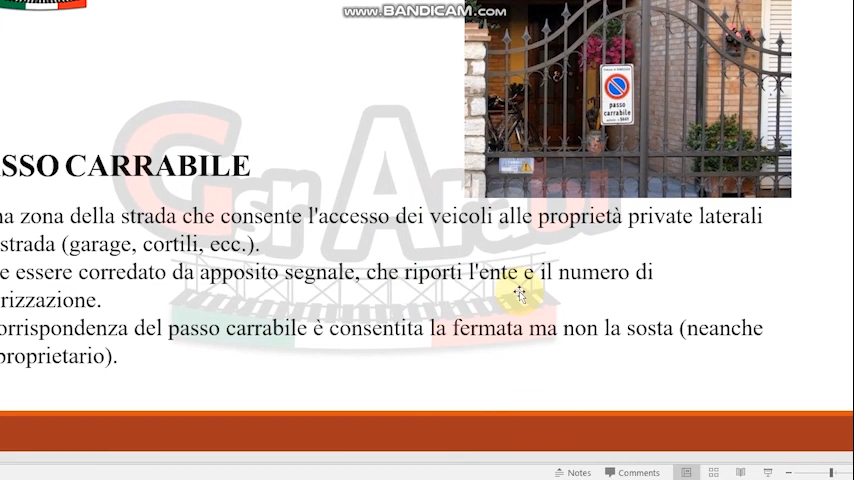 www.BANDICAM.com
passo
carrabile
ASSO CARRABILE
na zona della strada che consente l'accesso dei veicoli alle proprietà private laterali
strada (garage, cortili, ecc.).
e essere corredato da apposito segnale, che riporti l'ente e il numero di
rizzazione.
orrispondenza del passo carrabile è consentita la fermata ma non la sosta (neanche
proprietario).
Gsr Arau
Notes
Comments